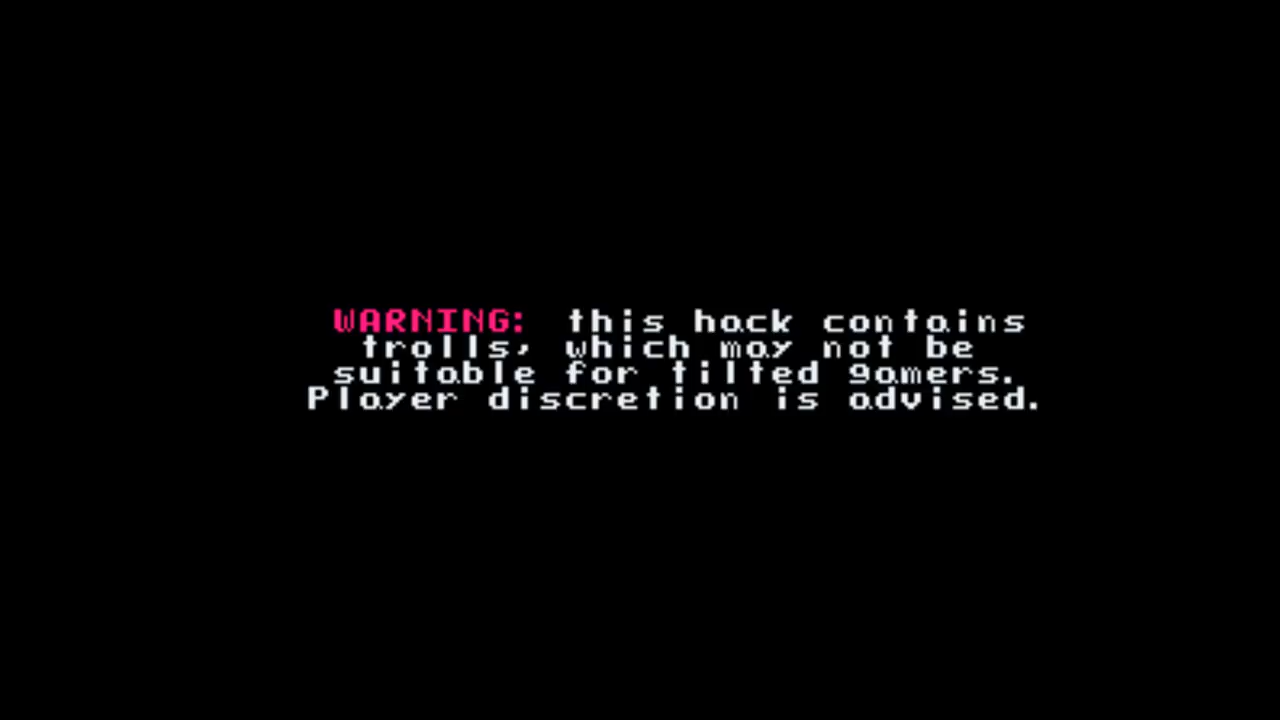 WARNING: this hack contains
trolls, which may not be
suitable for tilted gamers.
Player discretion is advised.